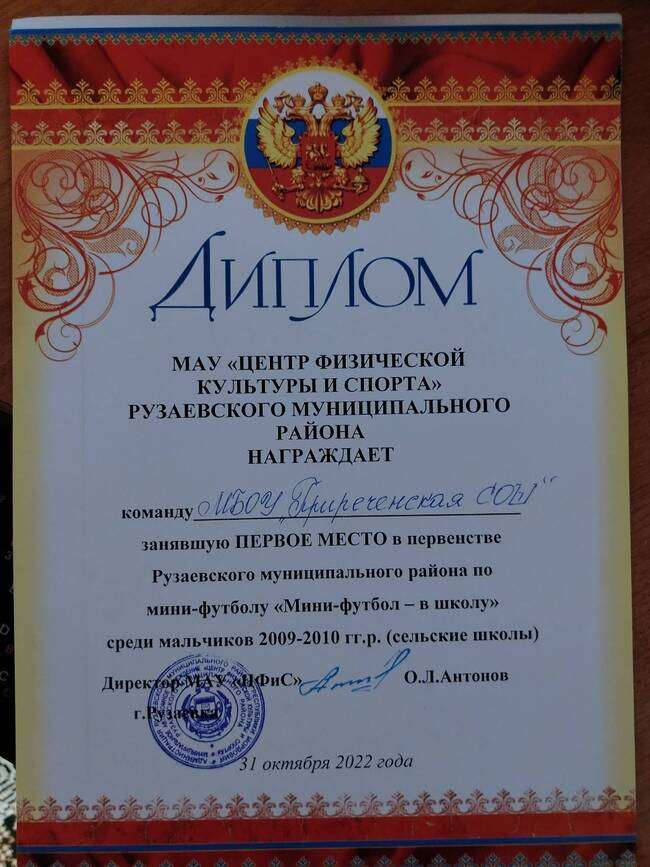 ДИПЛОМ
МАУ «ЦЕНТР ФИЗИЧЕСКОЙ
КУЛЬТУРЫ И СПОРТА»
РУЗАЕВСКОГО МУНИЦИПАЛЬНОГО
РАЙОНА
НАГРАЖДАЕТ
команду МБОУ „Приреченская СОШ"
занявшую ПЕРВОЕ МЕСТО в первенстве
Рузаевского муниципального района по
мини-футболу «Мини-футбол – в школу»
среди мальчиков 2009-2010 гг.р. (сельские школы)
Директор МАУ «ЦФиС» О.Л.Антонов
г.Рузаевка
31 октября 2022 года